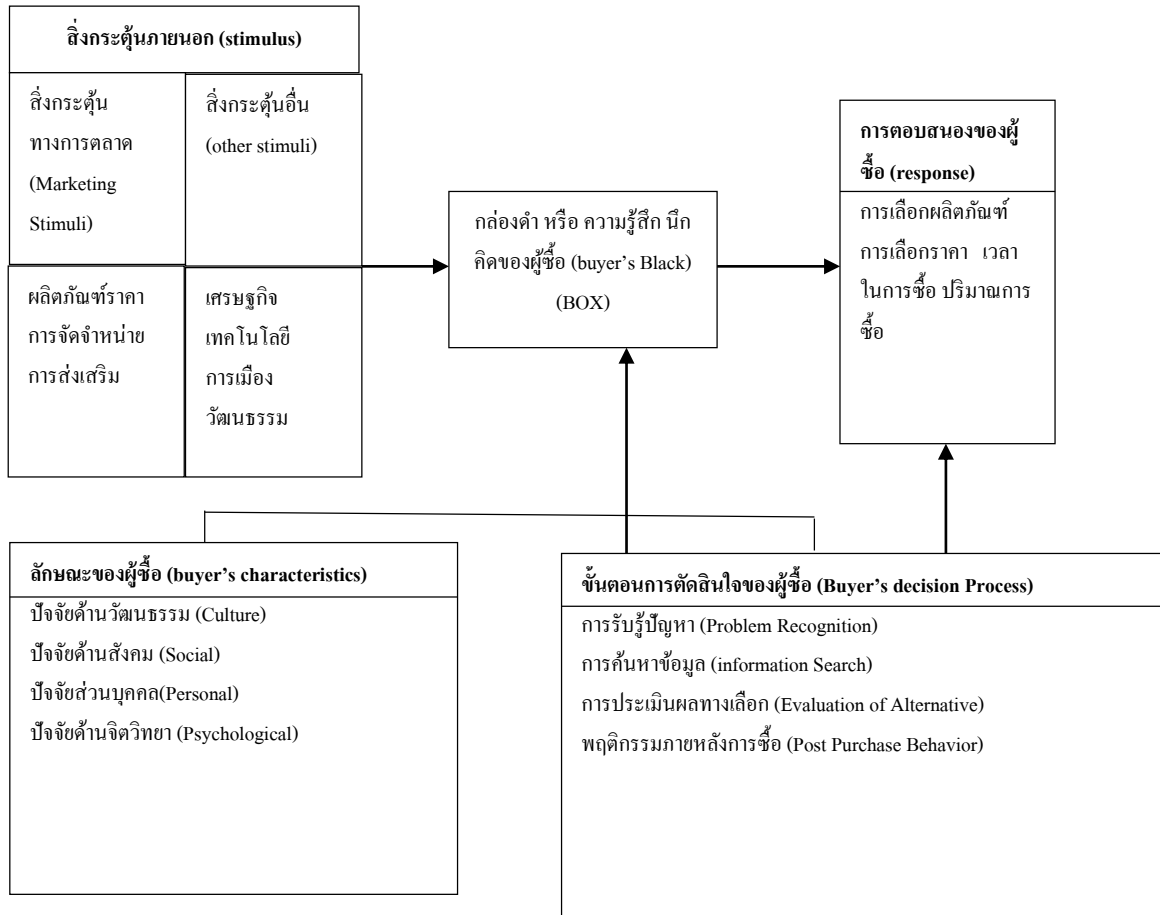 สิ่งกระตุ้นภายนอก (stimulus)
สิ่งกระตุ้น
ทางการตลาด
(Marketing
Stimuli)
สิ่งกระตุ้นอื่น
(other stimuli)
ผลิตภัณฑ์ราคา
การจัดจำหน่าย
การส่งเสริม
เศรษฐกิจ
เทคโนโลยี
การเมือง
วัฒนธรรม
กล่องดำ หรือ ความรู้สึก นึก
คิดของผู้ซื้อ (buyer's Black)
(BOX)
การตอบสนองของผู้
ซื้อ (response)
การเลือกผลิตภัณฑ์
การเลือกราคา เวลา
ในการซื้อ ปริมาณการ
ซื้อ
ลักษณะของผู้ซื้อ (buyer's characteristics)
ปัจจัยด้านวัฒนธรรม (Culture)
ปัจจัยด้านสังคม (Social)
ปัจจัยส่วนบุคคล(Personal)
ปัจจัยด้านจิตวิทยา (Psychological)
ขั้นตอนการตัดสินใจของผู้ซื้อ (Buyer's decision Process)
การรับรู้ปัญหา (Problem Recognition)
การค้นหาข้อมูล (information Search)
การประเมินผลทางเลือก (Evaluation of Alternative)
พฤติกรรมภายหลังการซื้อ (Post Purchase Behavior)